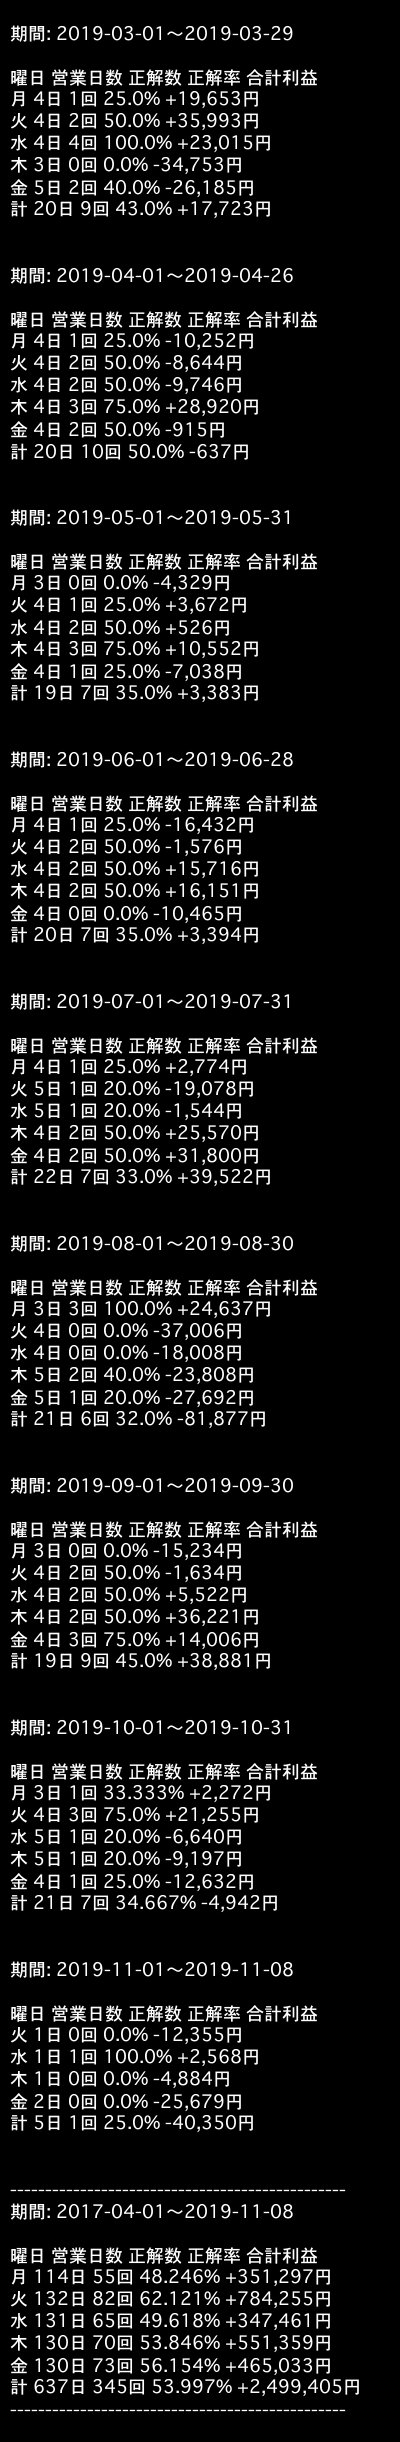 期間: 2019-03-01〜2019-03-29
曜日 営業日数 正解数 正解率 合計利益
月 4日 1回 25.0% +19,653円
火 4日 2回 50.0% +35,993円
水 4日 4回 100.0% +23,015円
木 3日 0回 0.0% -34,753円
金 5日 2回 40.0% -26,185円
計 20日 9回 43.0% +17,723円
期間: 2019-04-01〜2019-04-26
曜日 営業日数 正解数 正解率 合計利益
月 4日 1回 25.0% -10,252円
火 4日 2回 50.0% -8,644円
水 4日 2回 50.0% -9,746円
木 4日 3回 75.0% +28,920円
金 4日 2回 50.0% -915円
計 20日 10回 50.0% -637円
期間: 2019-05-01〜2019-05-31
曜日 営業日数 正解数 正解率 合計利益
月 3日 0回 0.0% -4,329円
火 4日 1回 25.0% +3,672円
水 4日 2回 50.0% +526円
木 4日 3回 75.0% +10,552円
金 4日 1回 25.0% -7,038円
計 19日 7回 35.0% +3,383円
期間: 2019-06-01〜2019-06-28
曜日 営業日数 正解数 正解率 合計利益
月 4日 1回 25.0% -16,432円
火 4日 2回 50.0% -1,576円
水 4日 2回 50.0% +15,716円
木 4日 2回 50.0% +16,151円
金 4日 0回 0.0% -10,465円
計 20日 7回 35.0% +3,394円
期間: 2019-07-01〜2019-07-31
曜日 営業日数 正解数 正解率 合計利益
月 4日 1回 25.0% +2,774円
火 5日 1回 20.0% -19,078円
水 5日 1回 20.0% -1,544円
木 4日 2回 50.0% +25,570円
金 4日 2回 50.0% +31,800円
計 22日 7回 33.0% +39,522円
期間: 2019-08-01〜2019-08-30
曜日 営業日数 正解数 正解率 合計利益
月 3日 3回 100.0% +24,637円
火 4日 0回 0.0% -37,006円
水 4日 0回 0.0% -18,008円
木 5日 2回 40.0% -23,808円
金 5日 1回 20.0% -27,692円
計 21日 6回 32.0% -81,877円
期間: 2019-09-01〜2019-09-30
曜日 営業日数 正解数 正解率 合計利益
月 3日 0回 0.0% -15,234円
火 4日 2回 50.0% -1,634円
水 4日 2回 50.0% +5,522円
木 4日 2回 50.0% +36,221円
金 4日 3回 75.0% +14,006円
計 19日 9回 45.0% +38,881円
期間: 2019-10-01〜2019-10-31
曜日 営業日数 正解数 正解率 合計利益
月 3日 1回 33.333% +2,272円
火 4日 3回 75.0% +21,255円
水 5日 1回 20.0% -6,640円
木 5日 1回 20.0% -9,197円
金 4日 1回 25.0% -12,632円
計 21日 7回 34.667% -4,942円
期間: 2019-11-01〜2019-11-08
曜日 営業日数 正解数 正解率 合計利益
火 1日 0回 0.0% -12,355円
水 1日 1回 100.0% +2,568円
木 1日 0回 0.0% -4,884円
金 2日 0回 0.0% -25,679円
計 5日 1回 25.0% -40,350円
------------------------------------------------
期間: 2017-04-01〜2019-11-08
曜日 営業日数 正解数 正解率 合計利益
月 114日 55回 48.246% +351,297円
火 132日 82回 62.121% +784,255円
水 131日 65回 49.618% +347,461円
木 130日 70回 53.846% +551,359円
金 130日 73回 56.154% +465,033円
計 637日 345回 53.997% +2,499,405円
------------------------------------------------